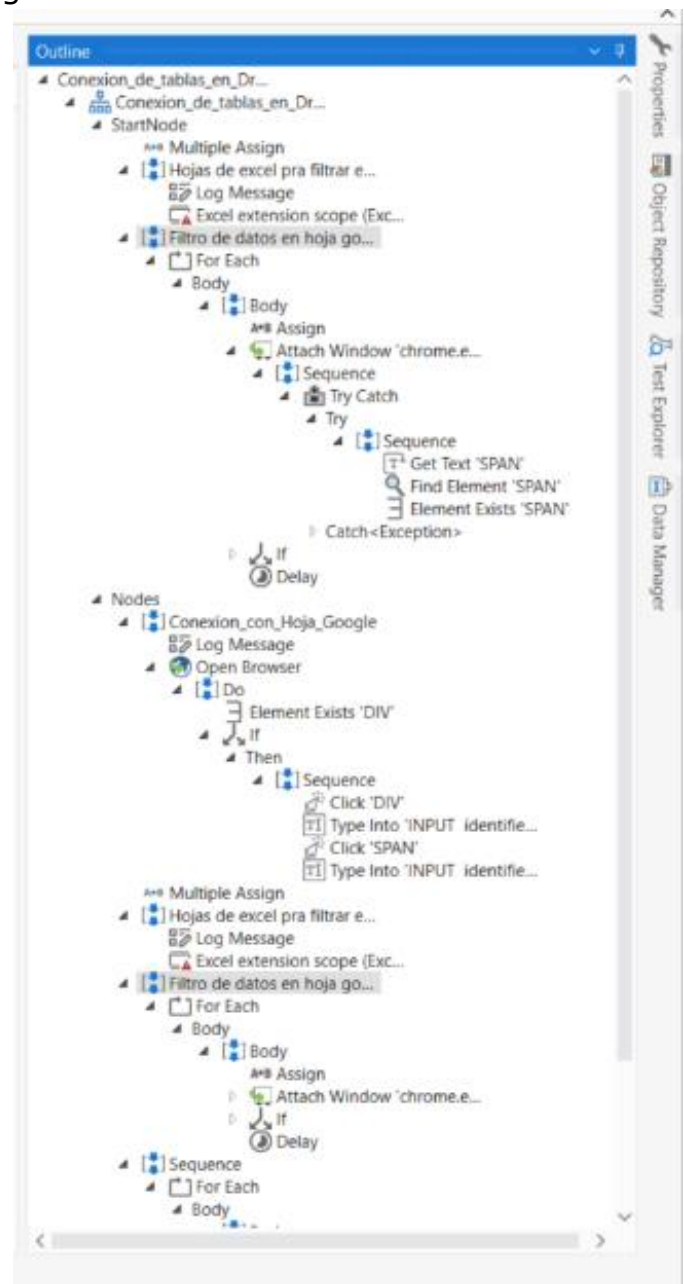 Outline
Conexion_de_tablas_en_Dr...
Conexion_de_tablas_en_Dr...
StartNode
A+B Multiple Assign
Hojas de excel pra filtrar e...
Log Message
Excel extension scope (Exc...
Filtro de datos en hoja go...
For Each
Body
Body
A+B Assign
Attach Window 'chrome.e...
Sequence
Try Catch
Try
Sequence
Get Text 'SPAN'
Find Element 'SPAN'
Element Exists 'SPAN'
Catch<Exception>
If
Delay
Nodes
Conexion_con_Hoja_Google
Log Message
Open Browser
Do
Element Exists 'DIV'
If
Then
Sequence
Click 'DIV'
Type Into 'INPUT identifie...
Click 'SPAN'
Type Into 'INPUT identifie...
A+B Multiple Assign
Hojas de excel pra filtrar e...
Log Message
Excel extension scope (Exc...
Filtro de datos en hoja go...
For Each
Body
Body
A+B Assign
Attach Window 'chrome.e...
If
Delay
Sequence
For Each
Body
Properties
Object Repository
Test Explorer
Data Manager